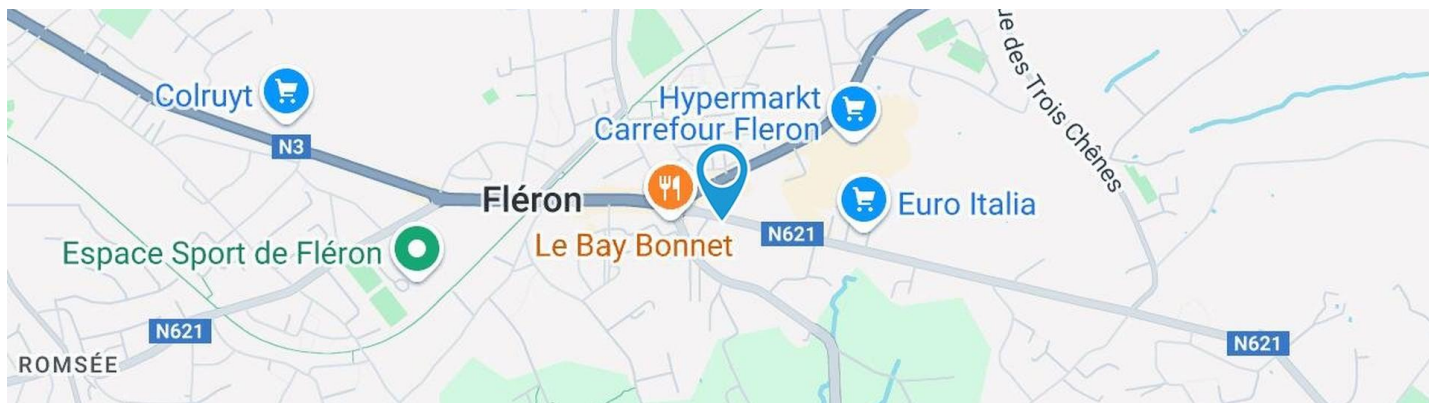 ue des Trois Chênes
Colruyt
Hypermarkt
Carrefour Fleron
N3
Fléron
Euro Italia
N621
Le Bay Bonnet
Espace Sport de Fléron
N621
N621
ROMSÉE